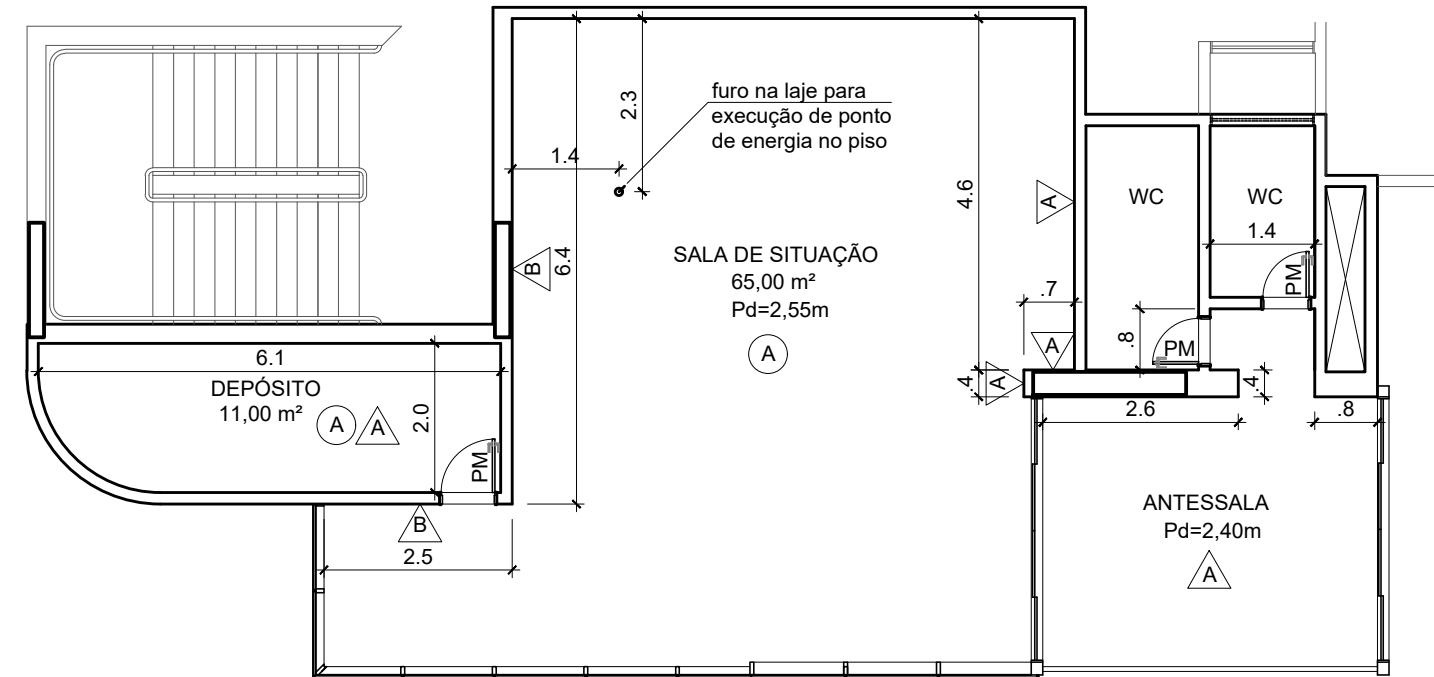 1.4
2.3
furo na laje para
execução de ponto
de energia no piso
1.4
4.6
A
WC
WC
1.4
PM
B
6.4
SALA DE SITUAÇÃO
65,00 m²
Pd=2,55m
A
.7
A
.8
PM
A
.4
.4
2.6
.8
6.1
DEPÓSITO
11,00 m²
A
A
2.0
PM
B
2.5
ANTESSALA
Pd=2,40m
A